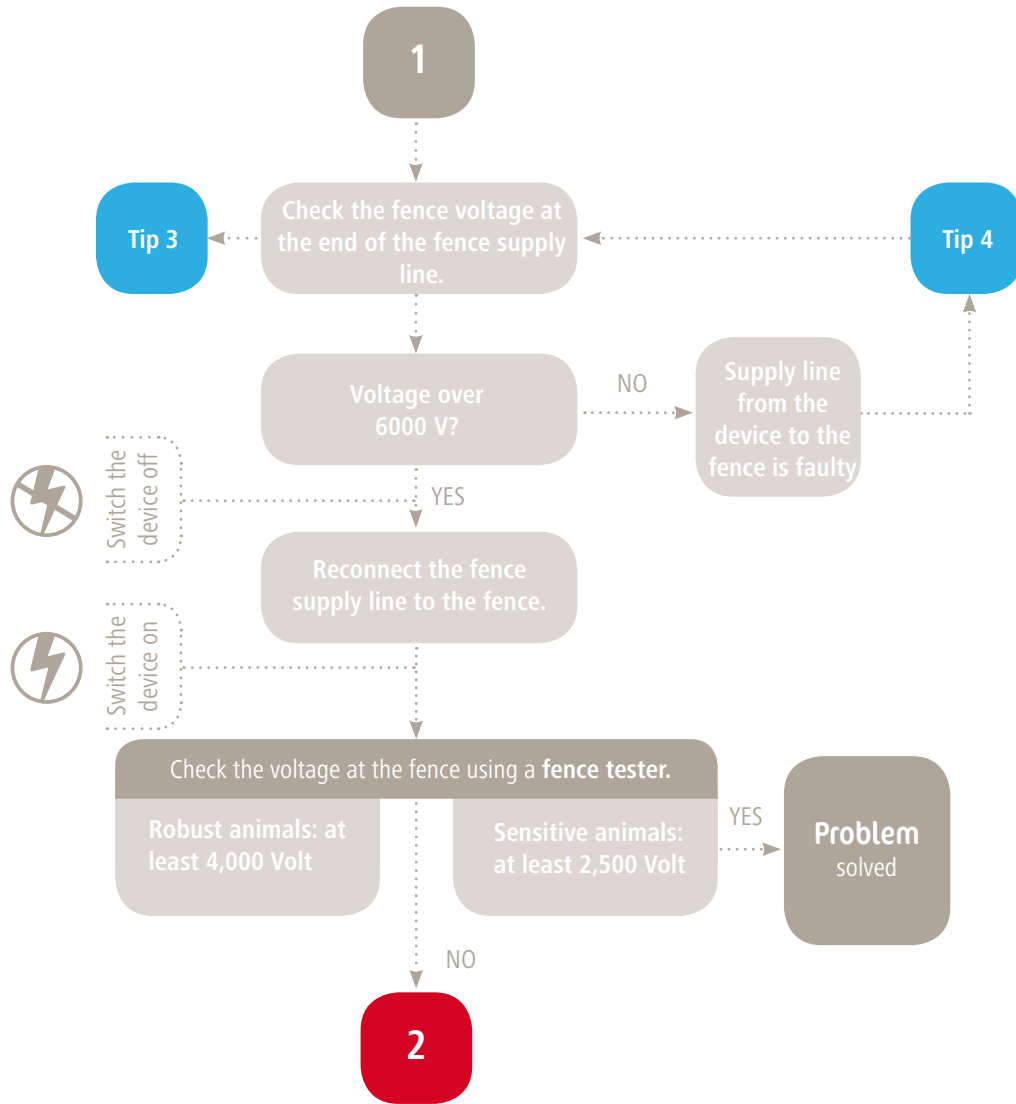 1
Check the fence voltage at
the end of the fence supply
line.
Tip 3
Tip 4
Voltage over
6000 V?
NO
Supply line
from the
device to the
fence is faulty
Switch the
device off
YES
Reconnect the fence
supply line to the fence.
Switch the
device on
Check the voltage at the fence using a fence tester.
Robust animals: at
least 4,000 Volt
Sensitive animals:
at least 2,500 Volt
YES
Problem
solved
NO
2